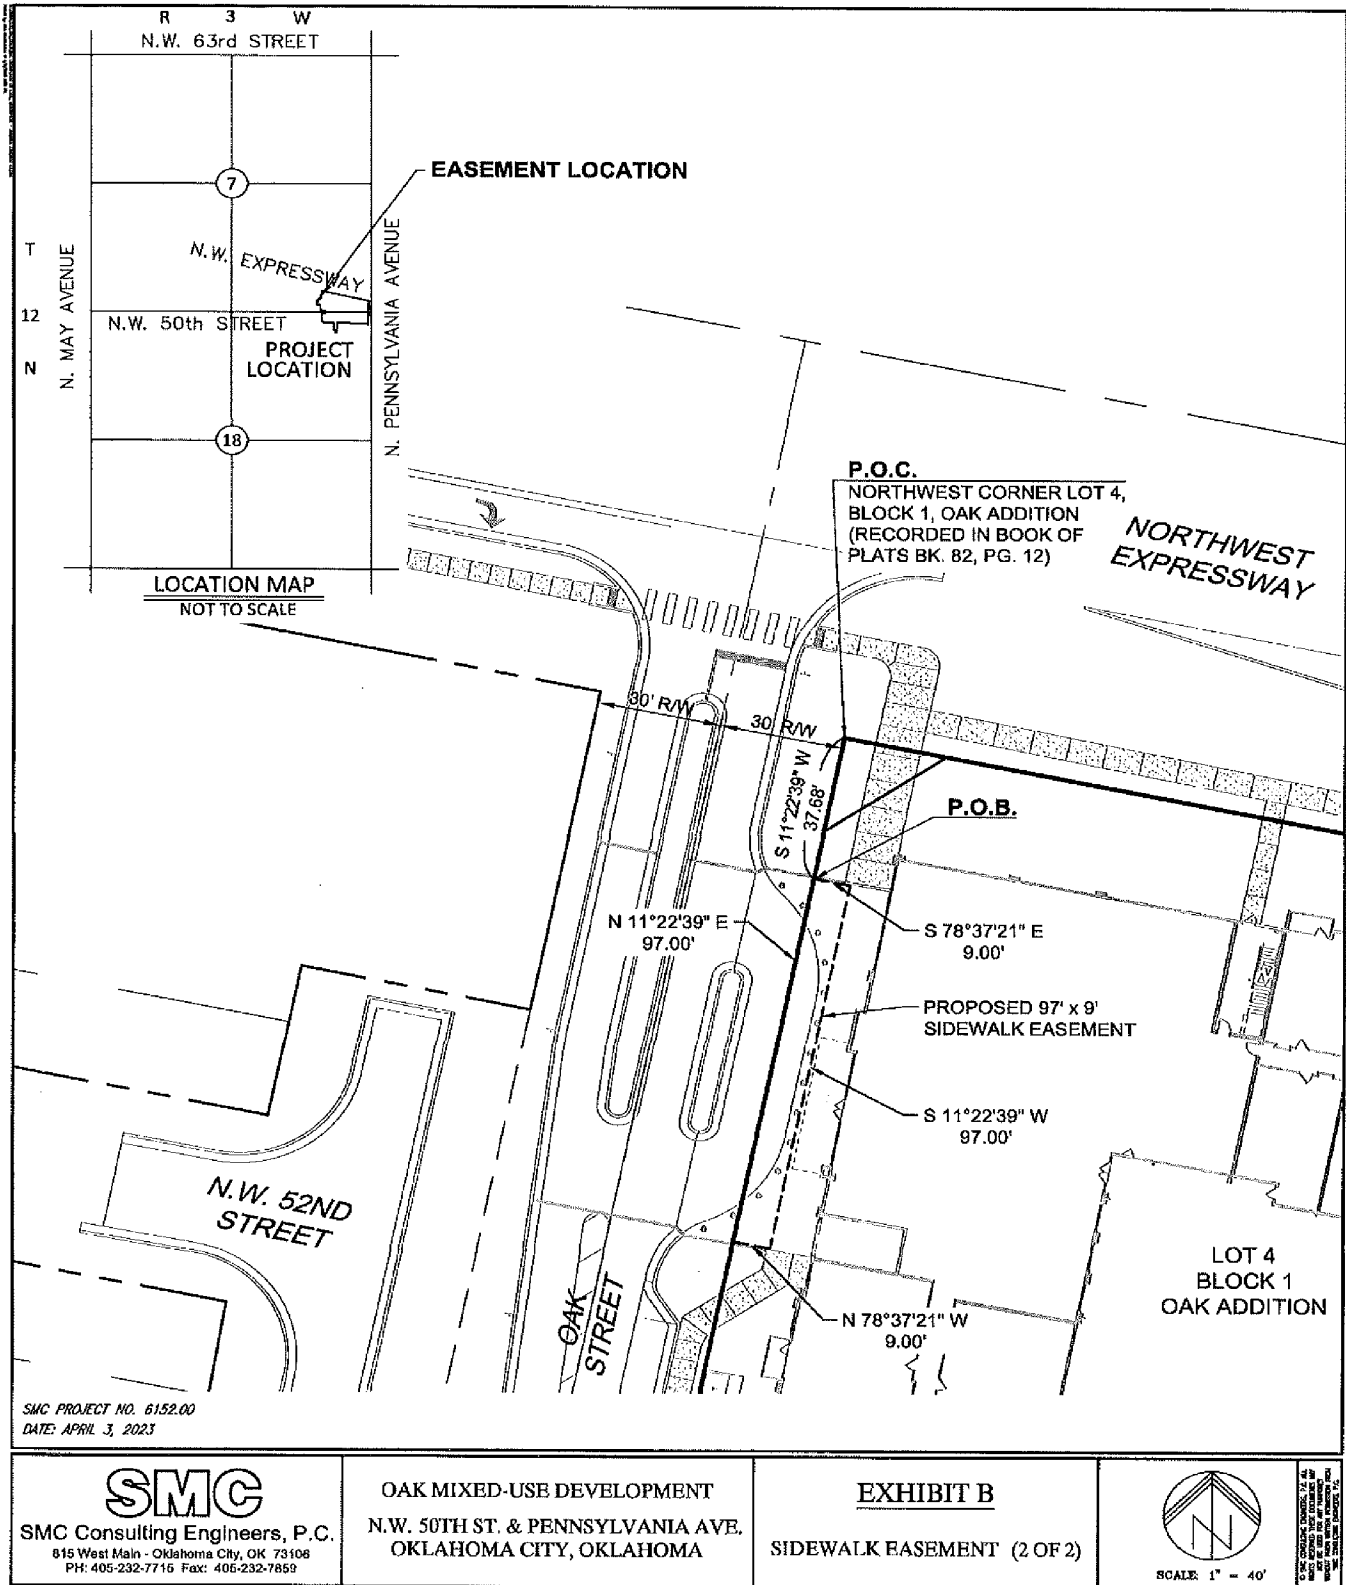 R 3 W
N.W. 63rd STREET
7
EASEMENT LOCATION
N.W. EXPRESSWAY
T
12
N
N. MAY AVENUE
N. PENNSYLVANIA AVENUE
N.W. 50th STREET
PROJECT
LOCATION
18
LOCATION MAP
NOT TO SCALE
P.O.C.
NORTHWEST CORNER LOT 4,
BLOCK 1, OAK ADDITION
(RECORDED IN BOOK OF
PLATS BK. 82, PG. 12)
NORTHWEST
EXPRESSWAY
30' R/W
30' R/W
S 11°22'39" W
37.68'
P.O.B.
N 11°22'39" E
97.00'
S 78°37'21" E
9.00'
PROPOSED 97' x 9'
SIDEWALK EASEMENT
S 11°22'39" W
97.00'
N.W. 52ND
STREET
OAK
STREET
N 78°37'21" W
9.00'
LOT 4
BLOCK 1
OAK ADDITION
SMC PROJECT NO. 6152.00
DATE: APRIL 3, 2023
SMC
SMC Consulting Engineers, P.C.
815 West Main - Oklahoma City, OK 73106
PH: 405-232-7715 Fax: 405-232-7859
OAK MIXED-USE DEVELOPMENT
N.W. 50TH ST. & PENNSYLVANIA AVE.
OKLAHOMA CITY, OKLAHOMA
EXHIBIT B
SIDEWALK EASEMENT (2 OF 2)
N
SCALE: 1" = 40'